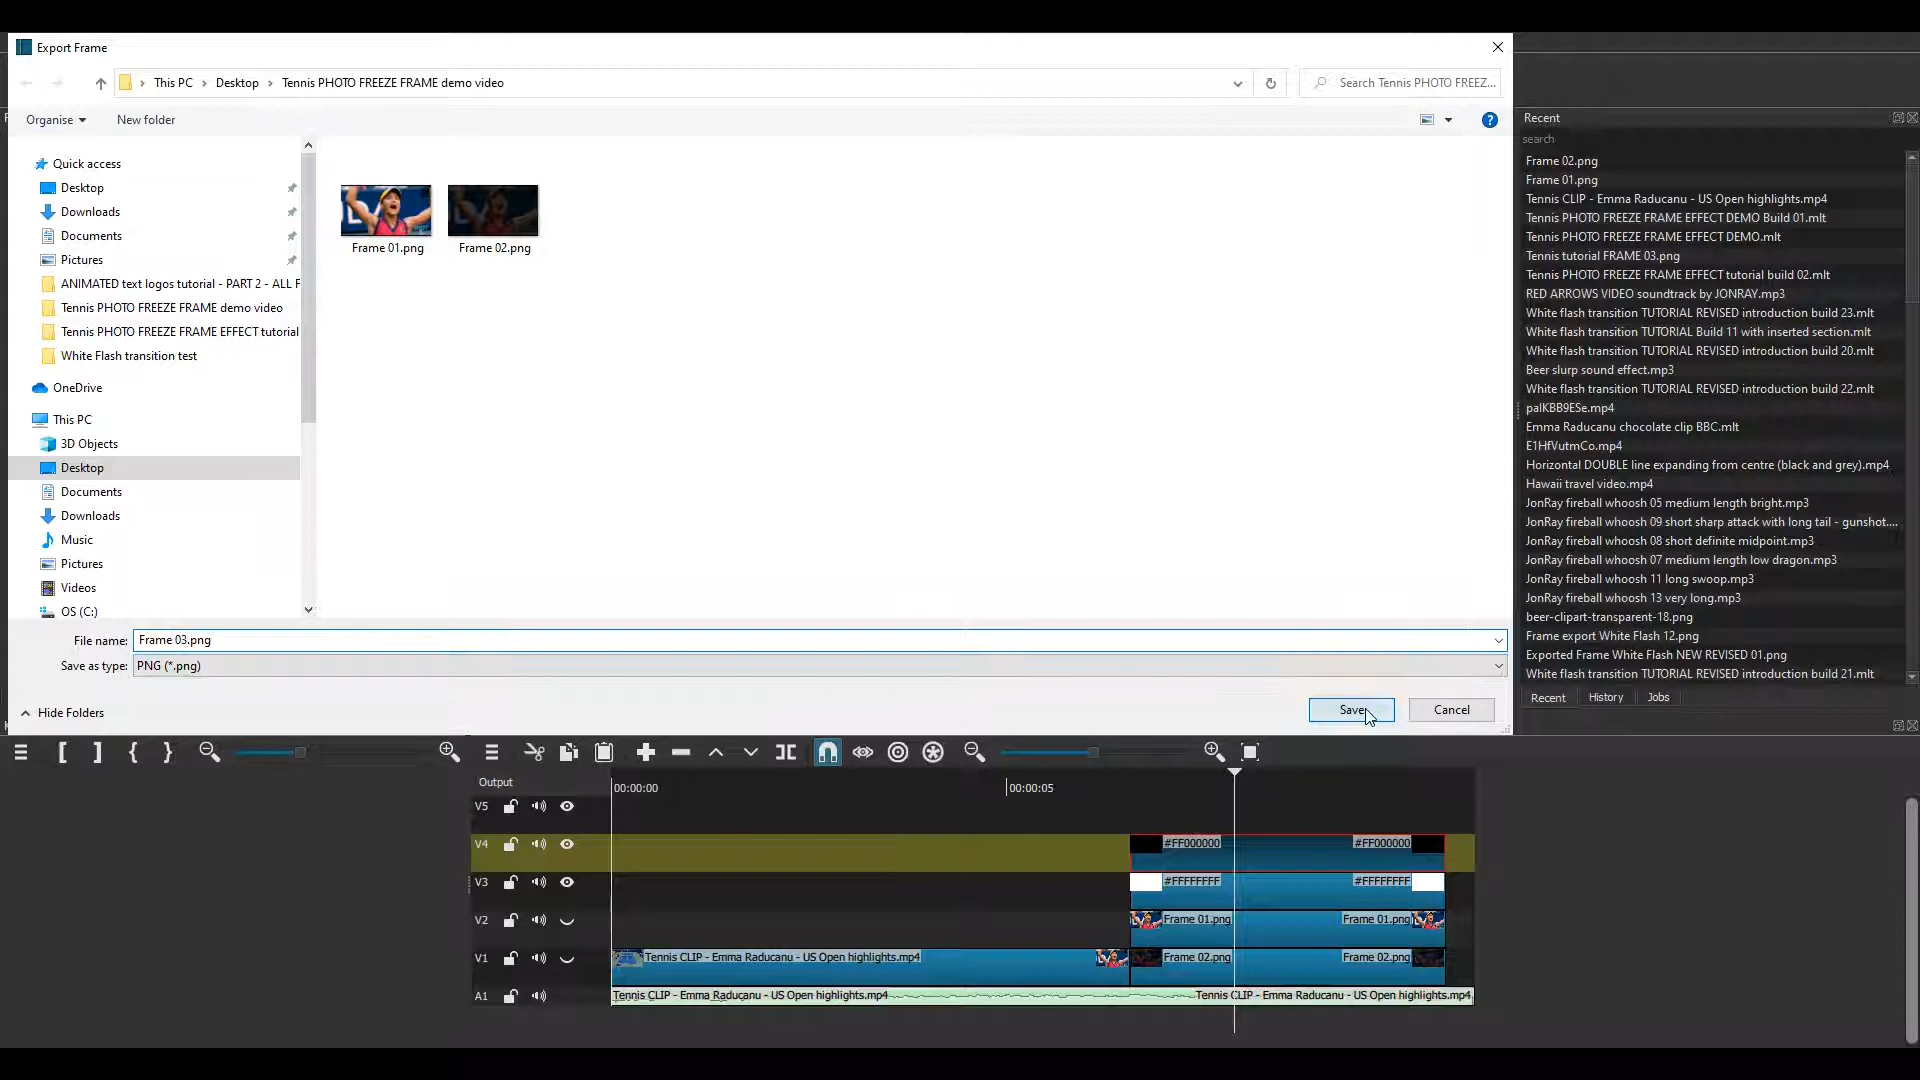 Export Frame
This PC
Desktop
Tennis PHOTO FREEZE FRAME demo video
Search Tennis PHOTO FREEZ...
Organise
New folder
Quick access
Desktop
Downloads
Documents
Pictures
ANIMATED text logos tutorial - PART 2 - ALL F
Tennis PHOTO FREEZE FRAME demo video
Tennis PHOTO FREEZE FRAME EFFECT tutorial
White Flash transition test
OneDrive
This PC
3D Objects
Desktop
Documents
Downloads
Music
Pictures
Videos
OS (C:)
Frame 01.png
Frame 02.png
File name: Frame 03.png
Save as type: PNG (*.png)
Hide Folders
Save
Cancel
Recent
search
Frame 02.png
Frame 01.png
Tennis CLIP - Emma Raducanu - US Open highlights.mp4
Tennis PHOTO FREEZE FRAME EFFECT DEMO Build 01.mlt
Tennis PHOTO FREEZE FRAME EFFECT DEMO.mlt
Tennis tutorial FRAME 03.png
Tennis PHOTO FREEZE FRAME EFFECT tutorial build 02.mlt
RED ARROWS VIDEO soundtrack by JONRAY.mp3
White flash transition TUTORIAL REVISED introduction build 23.mlt
White flash transition TUTORIAL Build 11 with inserted section.mlt
White flash transition TUTORIAL REVISED introduction build 20.mlt
Beer slurp sound effect.mp3
White flash transition TUTORIAL REVISED introduction build 22.mlt
palKBB9ESe.mp4
Emma Raducanu chocolate clip BBC.mlt
E1HfVutmCo.mp4
Horizontal DOUBLE line expanding from centre (black and grey).mp4
Hawaii travel video.mp4
JonRay fireball whoosh 05 medium length bright.mp3
JonRay fireball whoosh 09 short sharp attack with long tail - gunshot....
JonRay fireball whoosh 08 short definite midpoint.mp3
JonRay fireball whoosh 07 medium length low dragon.mp3
JonRay fireball whoosh 11 long swoop.mp3
JonRay fireball whoosh 13 very long.mp3
beer-clipart-transparent-18.png
Frame export White Flash 12.png
Exported Frame White Flash NEW REVISED 01.png
White flash transition TUTORIAL REVISED introduction build 21.mlt
Recent
History
Jobs
Output
00:00:00
00:00:05
V5
V4
#FF000000
#FF000000
V3
#FFFFFFFF
#FFFFFFFF
V2
Frame 01.png
Frame 01.png
V1
Tennis CLIP - Emma Raducanu - US Open highlights.mp4
Frame 02.png
Frame 02.png
A1
Tennis CLIP - Emma Raducanu - US Open highlights.mp4
Tennis CLIP - Emma Raducanu - US Open highlights.mp4